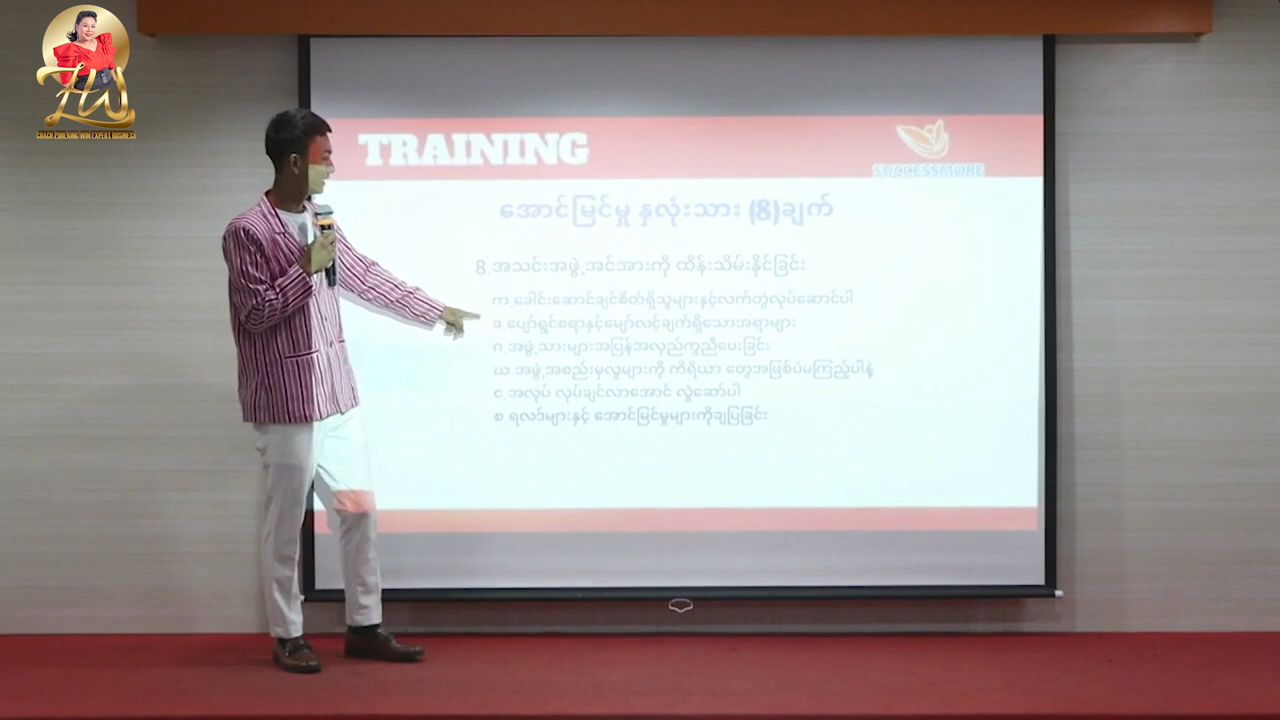 COACH PHUE AUNG WIN EXPERT BUSINESS
TRAINING
SUCCESSMORE
အောင်မြင်မှု နှလုံးသား (8)ချက်
8.အသင်းအဖွဲ့အင်အားကို ထိန်းသိမ်းနိုင်ခြင်း
က.ခေါင်းဆောင်ချင်စိတ်ရှိသူများနှင့်လက်တွဲလုပ်ဆောင်ပါ
ခ.ပျော်ရွှင်စရာနှင့်မျှော်လင့်ချက်ရှိသောအရာများ
ဂ.အဖွဲ့သားများအပြန်အလှည်ကူညီပေးခြင်း
ဃ.အဖွဲ့အစည်းမှလူများကို ကိရိယာ တွေအဖြစ်ပဲမကြည့်ပါနဲ့
င.အလုပ် လုပ်ချင်လာအောင် လှုံဆော်ပါ
စ.ရလဒ်များနှင့် အောင်မြင်မှုများကိုချပြခြင်း